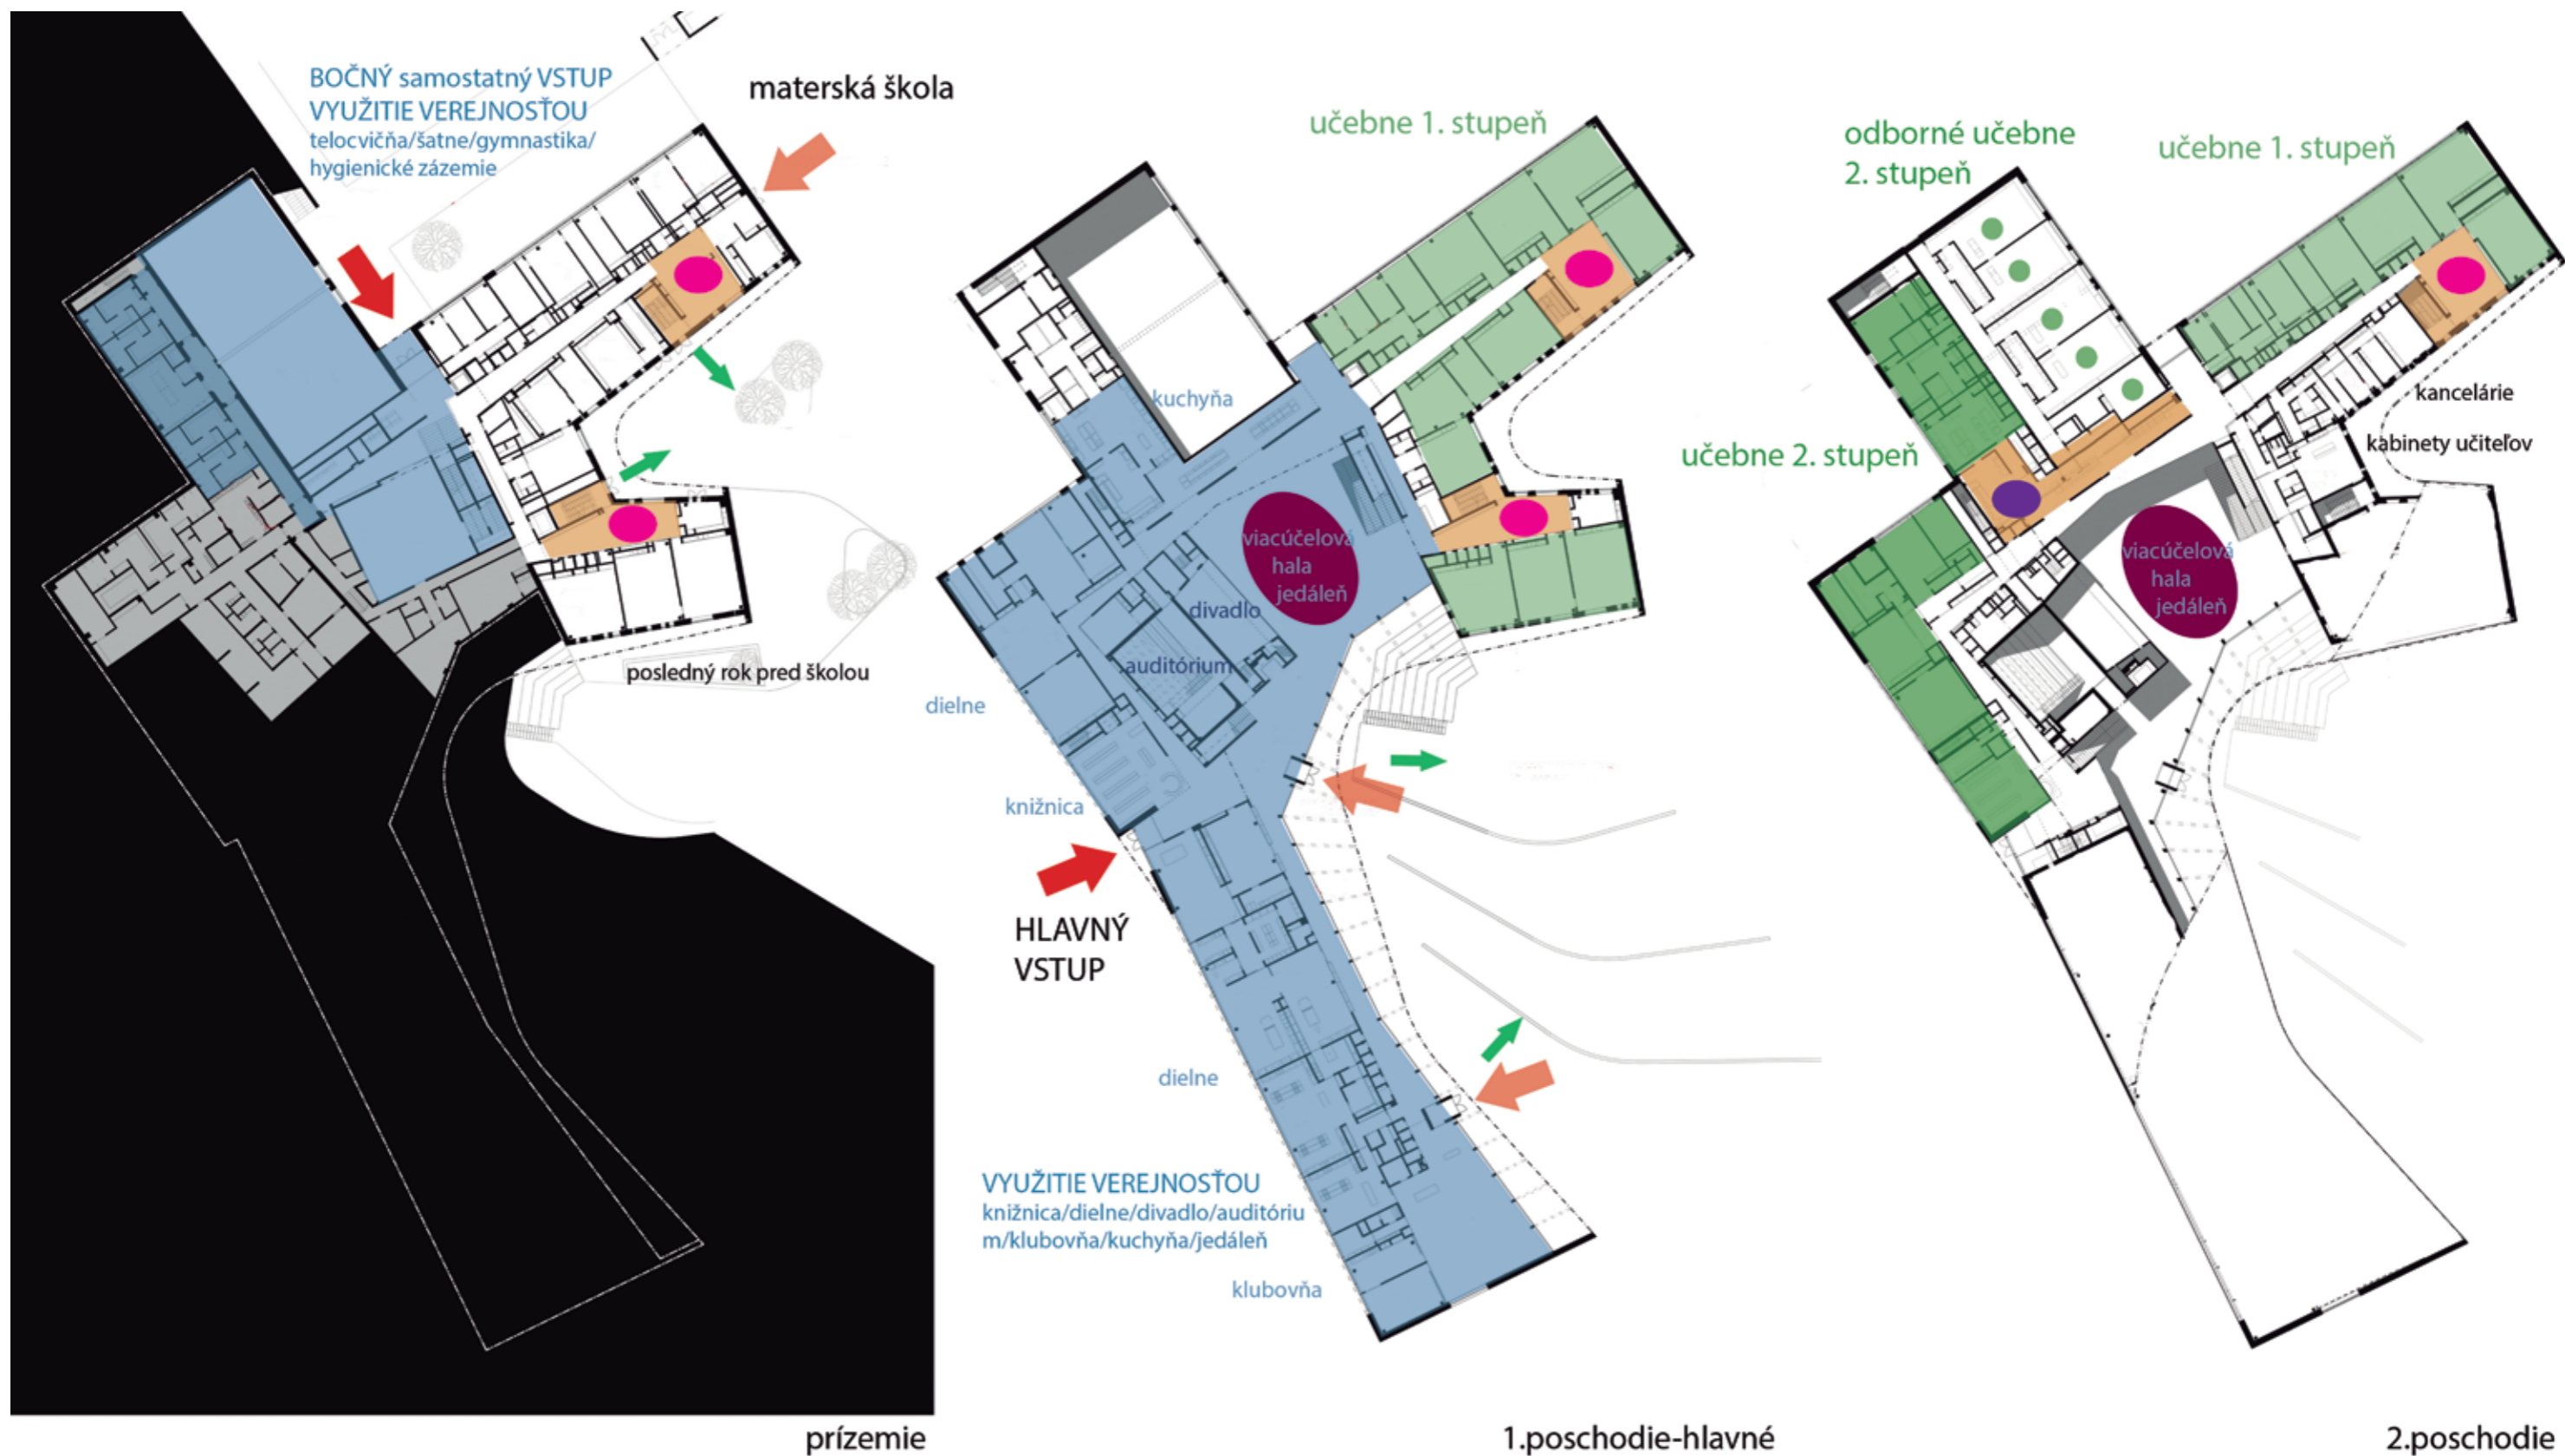 BOČNÝ samostatný VSTUP
VYUŽITIE VEREJNOSŤOU
telocvičňa/šatne/gymnastika/
hygienické zázemie
materská škola
posledný rok pred školou
prízemie
učebne 1. stupeň
kuchyňa
viacúčelová
hala
jedáleň
divadlo
auditórium
dielne
knižnica
HLAVNÝ
VSTUP
dielne
VYUŽITIE VEREJNOSŤOU
knižnica/dielne/divadlo/auditóriu
m/klubovňa/kuchyňa/jedáleň
klubovňa
1.poschodie-hlavné
odborné učebne
2. stupeň
učebne 1. stupeň
kancelárie
kabinety učiteľov
učebne 2. stupeň
viacúčelová
hala
jedáleň
2.poschodie